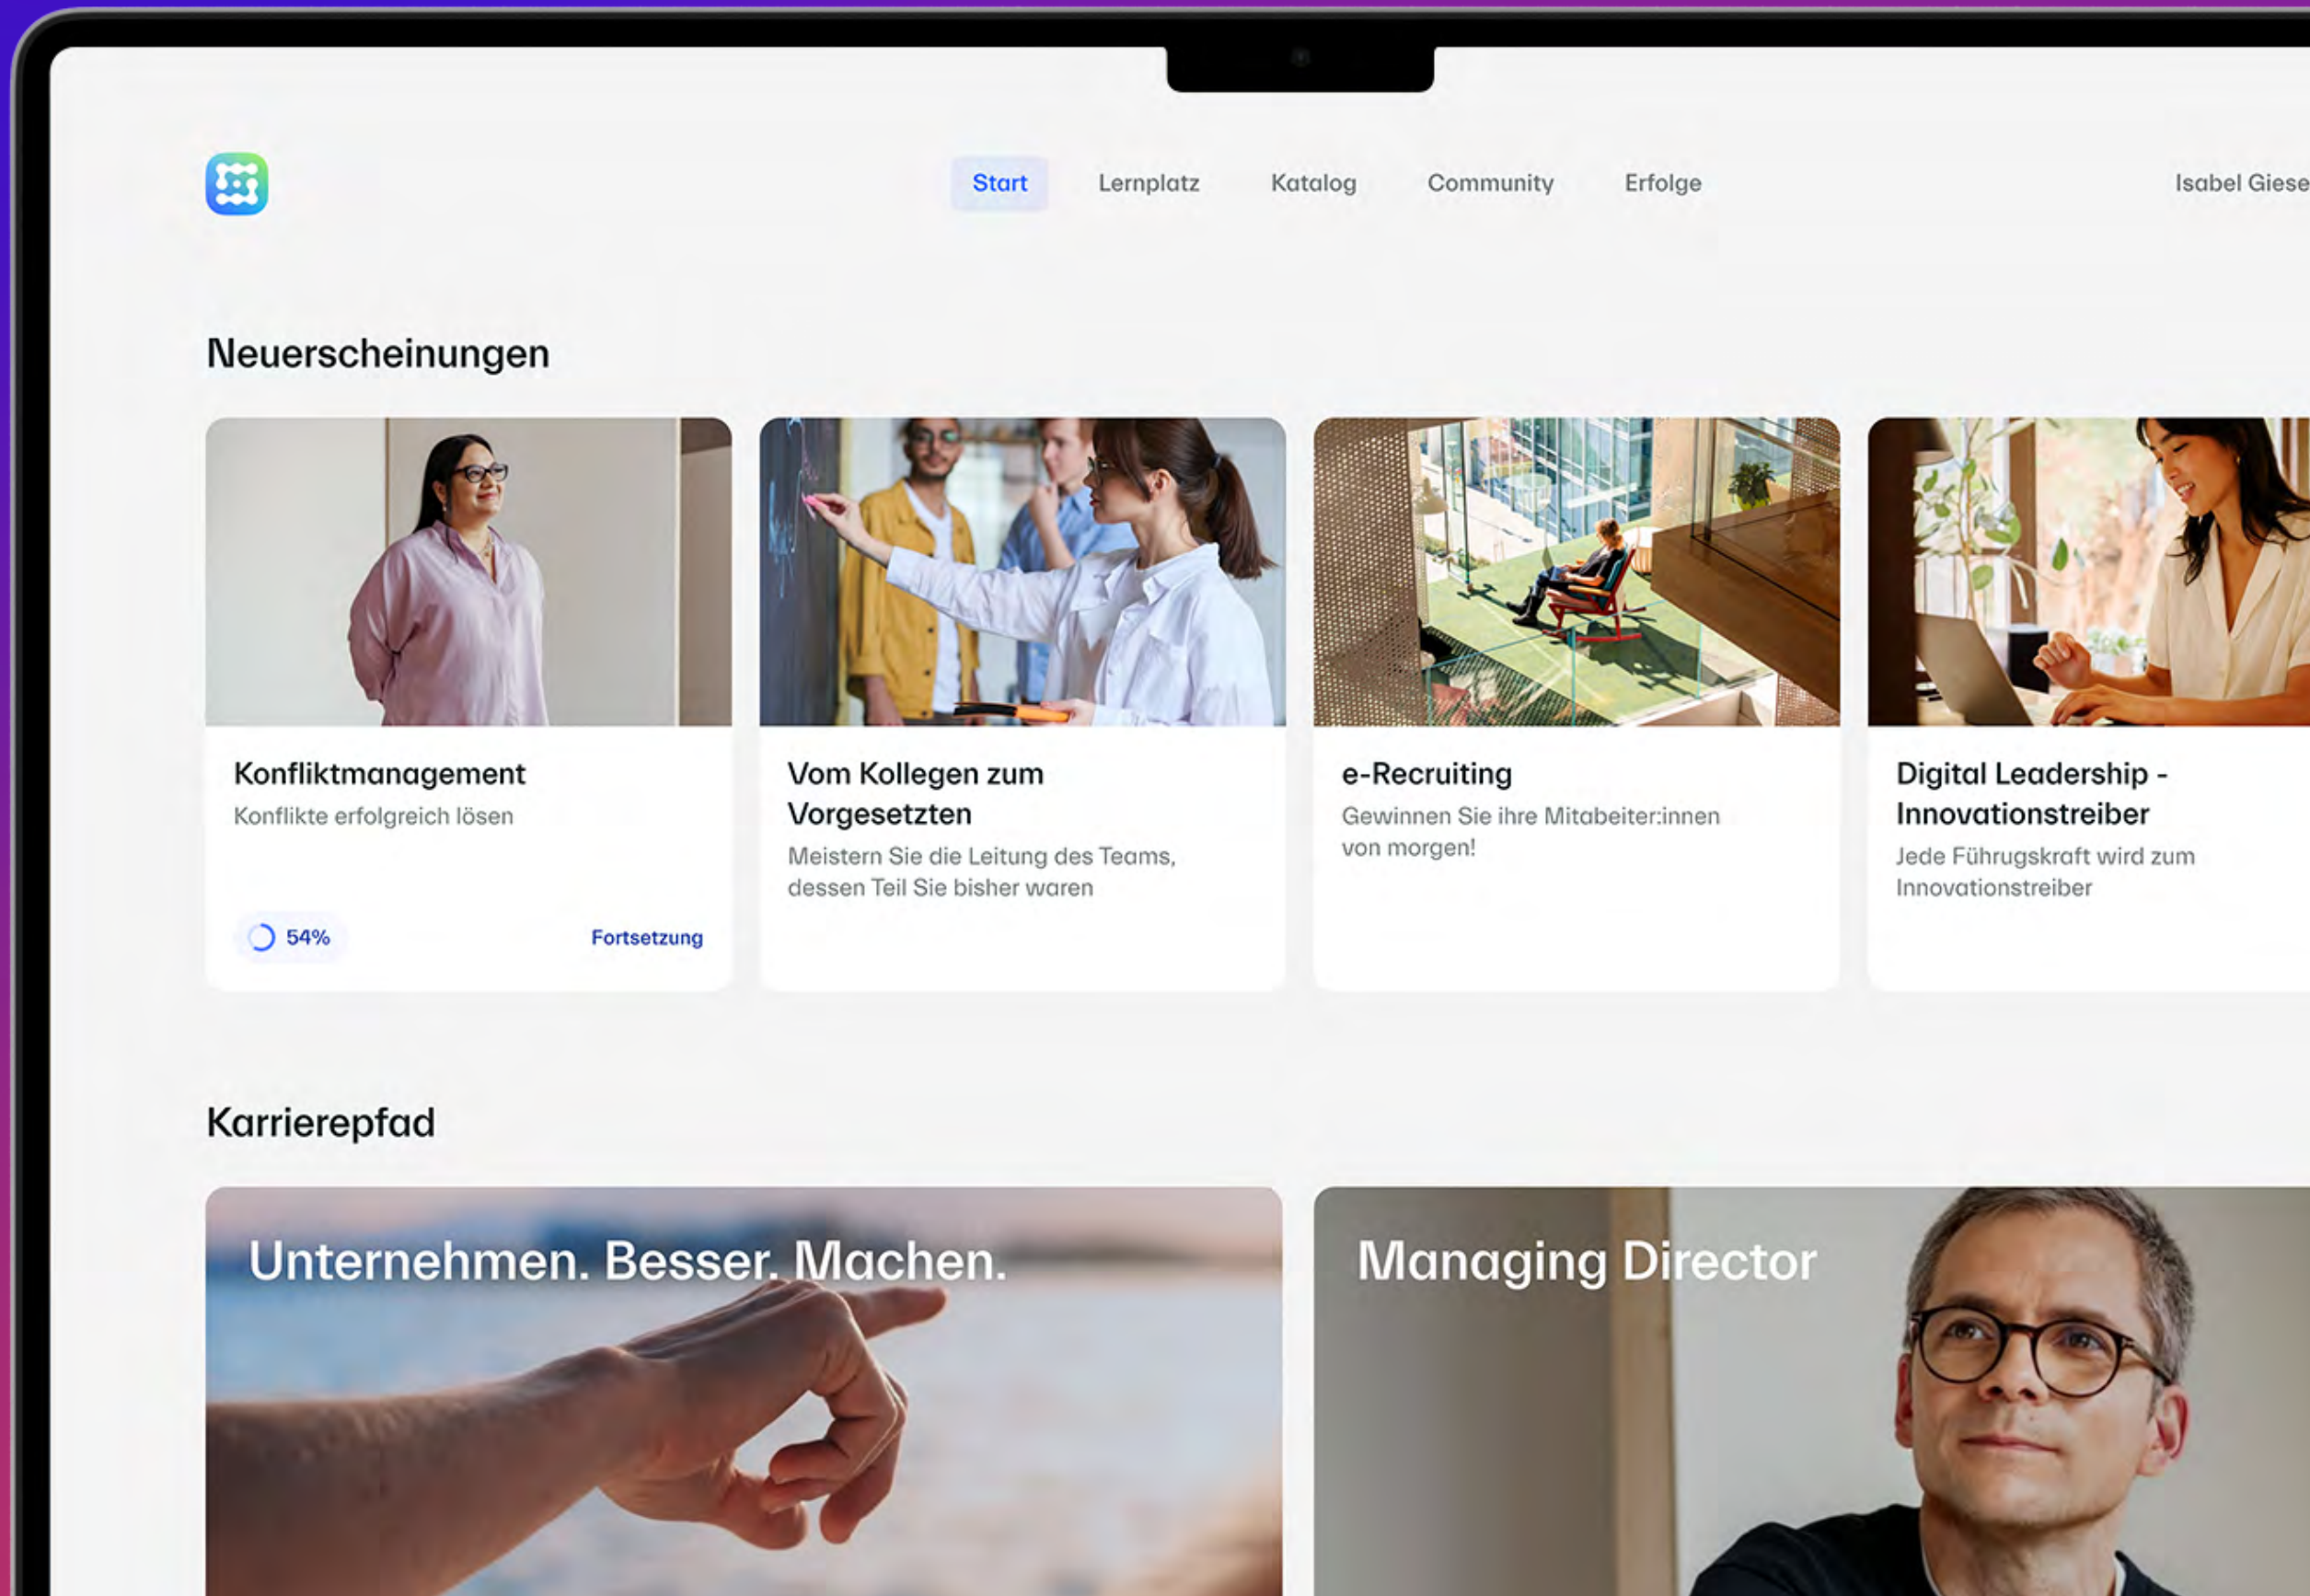 Start
Lernplatz
Katalog
Community
Erfolge
Isabel Giese
Neuerscheinungen
Konfliktmanagement
Konflikte erfolgreich lösen
54%
Fortsetzung
Vom Kollegen zum
Vorgesetzten
Meistern Sie die Leitung des Teams,
dessen Teil Sie bisher waren
e-Recruiting
Gewinnen Sie ihre Mitabeiter:innen
von morgen!
Digital Leadership -
Innovationstreiber
Jede Führugskraft wird zum
Innovationstreiber
Karrierepfad
Unternehmen. Besser. Machen.
Managing Director